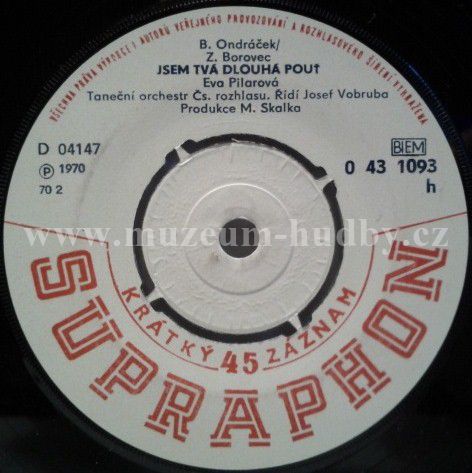 VŠECHNA PRÁVA VÝROBCE I AUTORŮ VEŘEJNÉHO PROVOZOVÁNÍ A ROZHLASOVÉHO ŠÍŘENÍ VYHRAZENA
B. Ondráček/
Z. Borovec
JSEM TVÁ DLOUHÁ POUŤ
Eva Pilarová
Taneční orchestr Čs. rozhlasu. Řídí Josef Vobruba
Produkce M. Skalka
D 04147
BIEM
Ⓟ 1970
0 43 1093
70 2
h
www.muzeum-hudby.cz
KRÁTKÝ 45 ZÁZNAM
SUPRAPHON